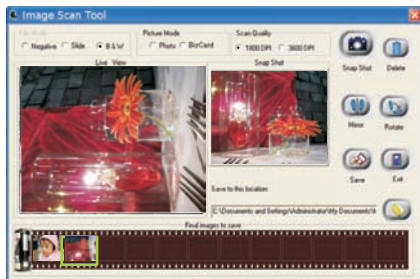 Image Scan Tool
Picture Mode
Scan Quality
Negative Slide B&W
Photo BizCard
1800 DPI 3600 DPI
Live View
Snap Shot
Snap Shot Delete
Mirror Rotate
Save Exit
Save to this location:
C:\Documents and Settings\Administrator\My Documents\
Final images to save